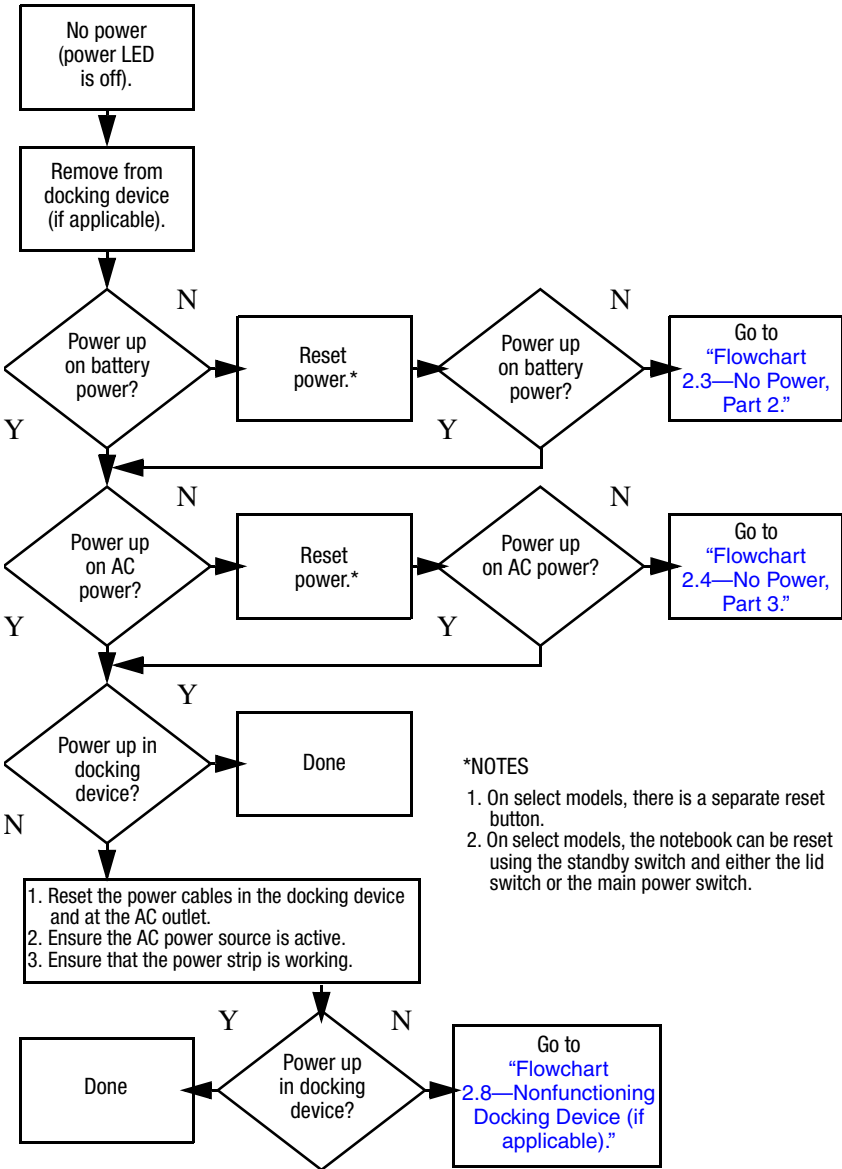 No power
(power LED
is off).
Remove from
docking device
(if applicable).
N
N
Power up
on battery
power?
Reset
power.*
Power up
on battery
power?
Go to
“Flowchart
2.3—No Power,
Part 2.”
Y
Y
N
N
Power up
on AC
power?
Reset
power.*
Power up
on AC power?
Go to
“Flowchart
2.4—No Power,
Part 3.”
Y
Y
Y
Power up in
docking
device?
Done
N
*NOTES
1. On select models, there is a separate reset
button.
2. On select models, the notebook can be reset
using the standby switch and either the lid
switch or the main power switch.
1. Reset the power cables in the docking device
and at the AC outlet.
2. Ensure the AC power source is active.
3. Ensure that the power strip is working.
Y
N
Done
Power up
in docking
device?
Go to
“Flowchart
2.8—Nonfunctioning
Docking Device (if
applicable).”